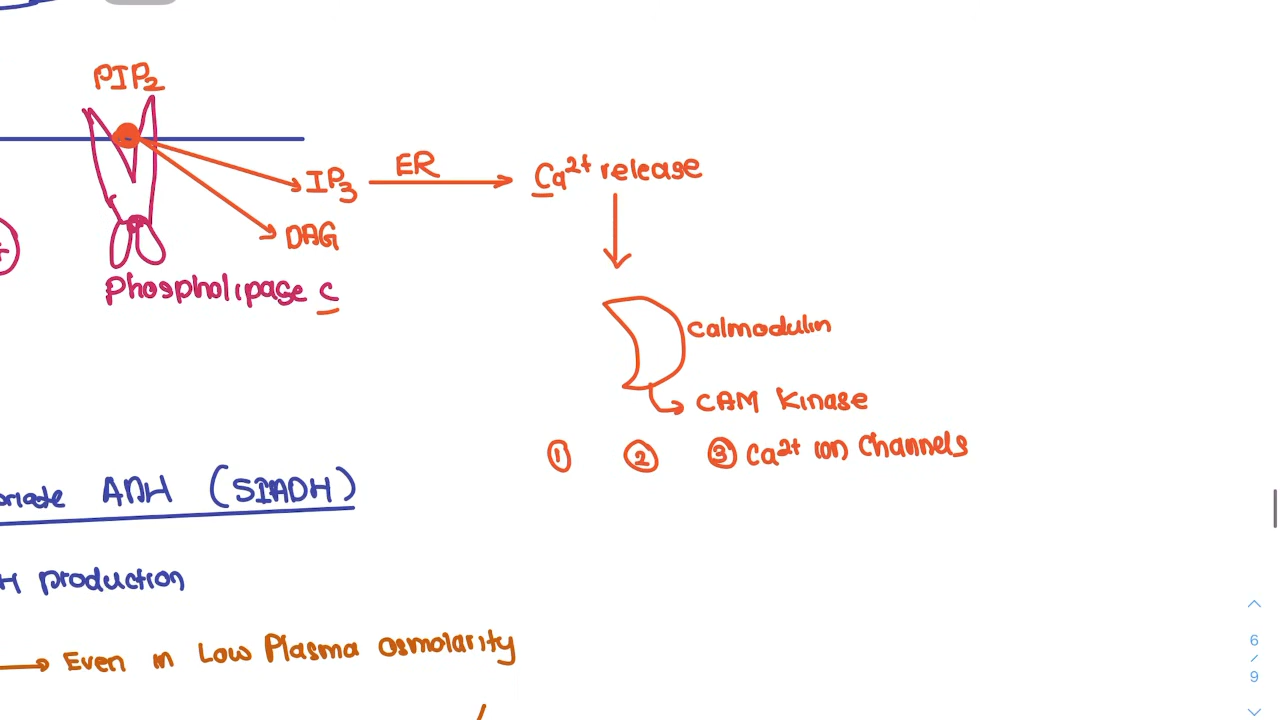 PIP2
ER
Ca2+ release
IP3
DAG
Phospholipase C
calmodulin
CAM Kinase
① ② ③ Ca2+ ion channels
ADH (SIADH)
H production
Even in Low Plasma osmolarity
6
/
9